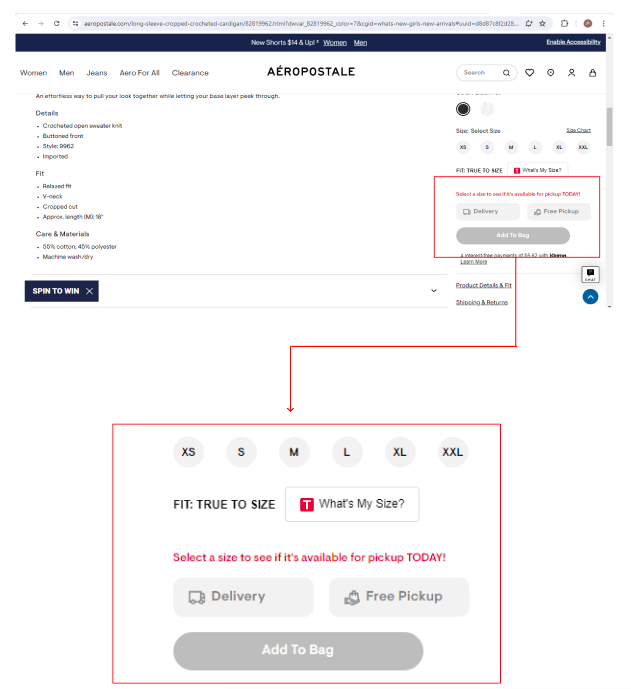 aeropostale.com/long-sleeve-cropped-crocheted-cardigan/82819962.html?dwvar_82819962_color=7&cgid=whats-new-girls-new-arrivals#uuid=d8d87c8f2d28...
New Shorts $14 & Up! * Women Men
Enable Accessibility
Women Men Jeans Aero For All Clearance
AÉROPOSTALE
Search
An effortless way to pull your look together while letting your base layer peek through.
Details
Crocheted open sweater knit
Buttoned front
Style: 9962
Imported
Fit
Relaxed fit
V-neck
Cropped cut
Approx. length (M): 18"
Care & Materials
55% cotton, 45% polyester
Machine wash/dry
SPIN TO WIN
Size: Select Size
Size Chart
XS S M L XL XXL
FIT: TRUE TO SIZE
T What's My Size?
Select a size to see if it's available for pickup TODAY!
Delivery
Free Pickup
Add To Bag
4 interest-free payments of $5.62 with Klarna.
Learn More
CHAT
Product Details & Fit
Shipping & Returns
XS S M L XL XXL
FIT: TRUE TO SIZE
T What's My Size?
Select a size to see if it's available for pickup TODAY!
Delivery
Free Pickup
Add To Bag